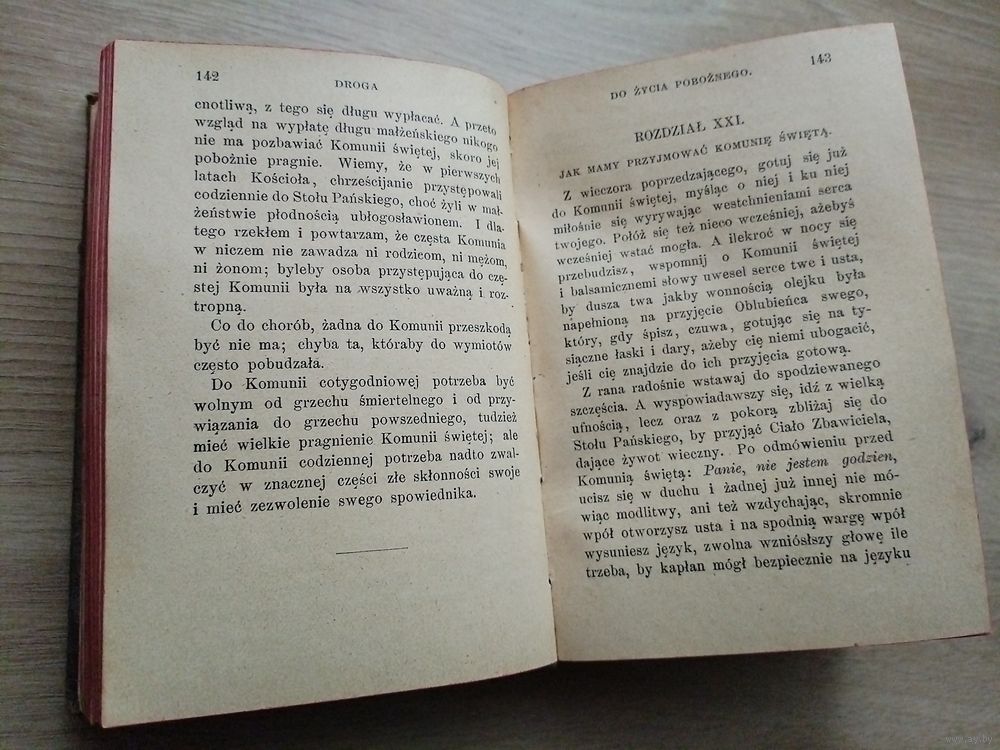 142
DROGA
cnotliwą, z tego się długu wypłacać. A przeto
wzgląd na wypłatę długu małżeńskiego nikogo
nie ma pozbawiać Komunii świętej, skoro jej
pobożnie pragnie. Wiemy, że w pierwszych
latach Kościoła, chrześcijanie przystępowali
codziennie do Stołu Pańskiego, choć żyli w mał-
żeństwie płodnością ubłogosławionem. I dla-
tego rzekłem i powtarzam, że częsta Komunia
w niczem nie zawadza ni rodzicom, ni mężom,
ni żonom; byleby osoba przystępująca do czę-
stej Komunii była na wszystko uważną i roz-
tropną.
Co do chorób, żadna do Komunii przeszkodą
być nie ma; chyba ta, któraby do wymiotów
często pobudzała.
Do Komunii cotygodniowej potrzeba być
wolnym od grzechu śmiertelnego i od przy-
wiązania do grzechu powszedniego, tudzież
mieć wielkie pragnienie Komunii świętej; ale
do Komunii codziennej potrzeba nadto zwal-
czyć w znacznej części złe skłonności swoje
i mieć zezwolenie swego spowiednika.
143
DO ŻYCIA POBOŻNEGO.
ROZDZIAŁ XXI.
JAK MAMY PRZYJMOWAĆ KOMUNIĘ ŚWIĘTĄ.
Z wieczora poprzedzającego, gotuj się już
do Komunii świętej, myśląc o niej i ku niej
miłośnie się wyrywając westchnieniami serca
twojego. Połóż się też nieco wcześniej, ażebyś
wcześniej wstać mogła. A ilekroć w nocy się
przebudzisz, wspomnij o Komunii świętej
i balsamicznemi słowy uwesel serce twe i usta,
by dusza twa jakby wonnością olejku była
napełnioną na przyjęcie Oblubieńca swego,
który, gdy śpisz, czuwa, gotując się na ty-
siączne łaski i dary, ażeby cię niemi ubogacić,
jeśli cię znajdzie do ich przyjęcia gotową.
Z rana radośnie wstawaj do spodziewanego
szczęścia. A wyspowiadawszy się, idź z wielką
ufnością, lecz oraz z pokorą zbliżaj się do
Stołu Pańskiego, by przyjąć Ciało Zbawiciela,
dające żywot wieczny. Po odmówieniu przed
Komunią świętą: Panie, nie jestem godzien,
ucisz się w duchu i żadnej już innej nie mó-
wiąc modlitwy, ani też wzdychając, skromnie
wpół otworzysz usta i na spodnią wargę wpół
wysuniesz język, zwolna wzniósłszy głowę ile
trzeba, by kapłan mógł bezpiecznie na języku
www.ay.by